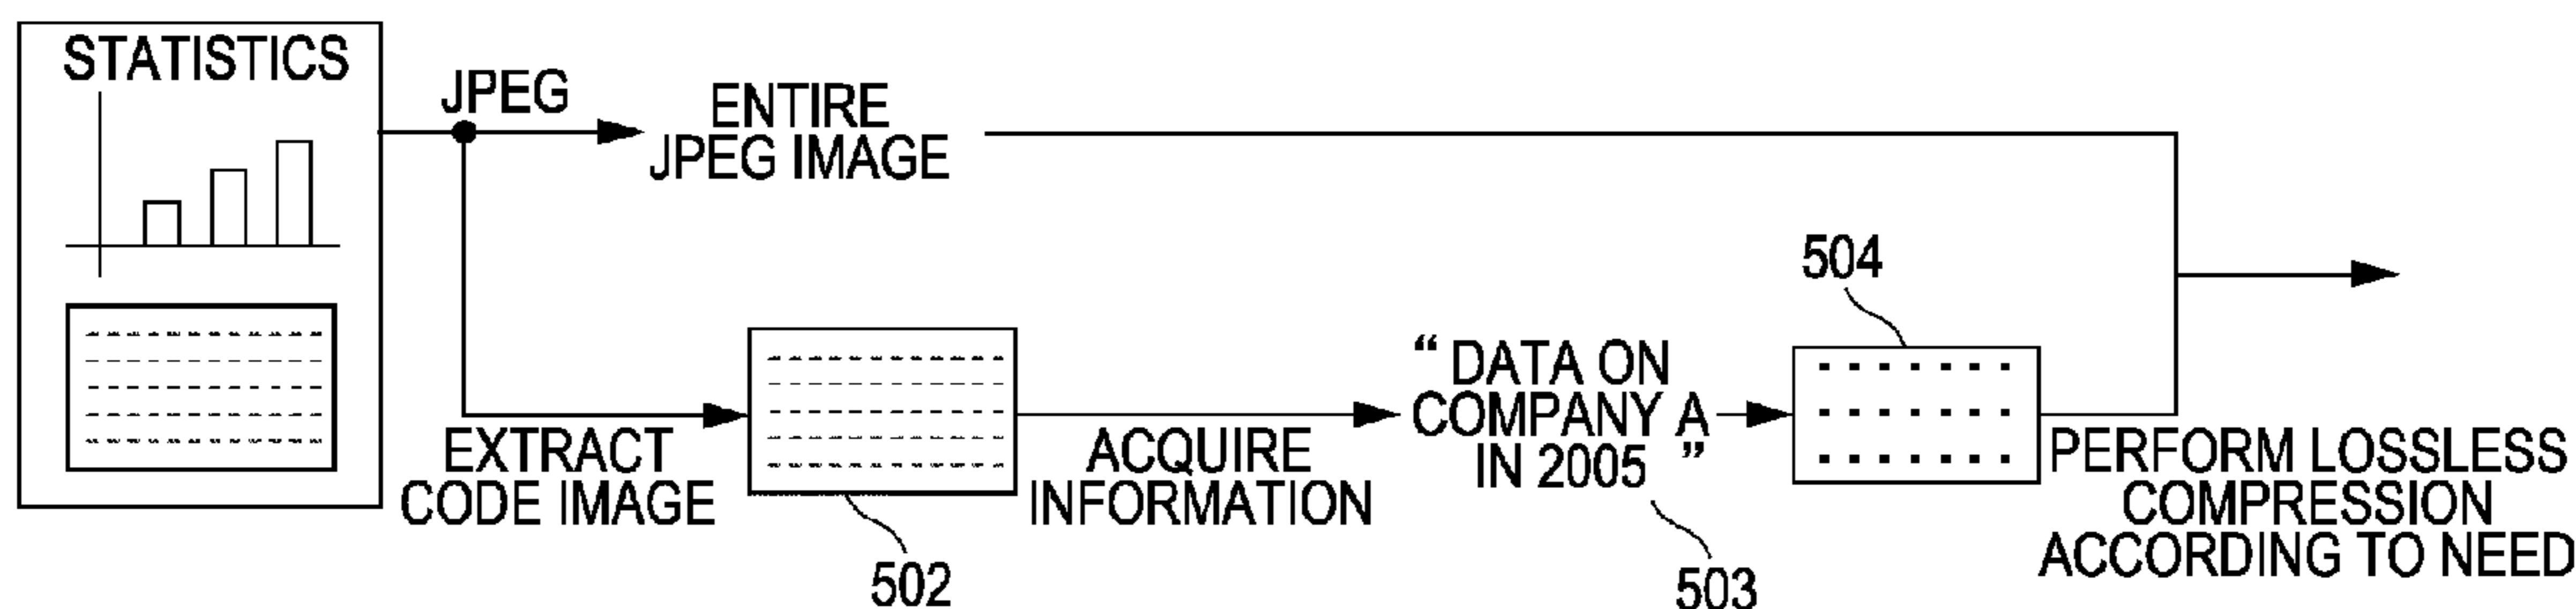 STATISTICS
JPEG
ENTIRE
JPEG IMAGE
EXTRACT
CODE IMAGE
502
ACQUIRE
INFORMATION
“ DATA ON
COMPANY A
IN 2005 ”
503
504
PERFORM LOSSLESS
COMPRESSION
ACCORDING TO NEED